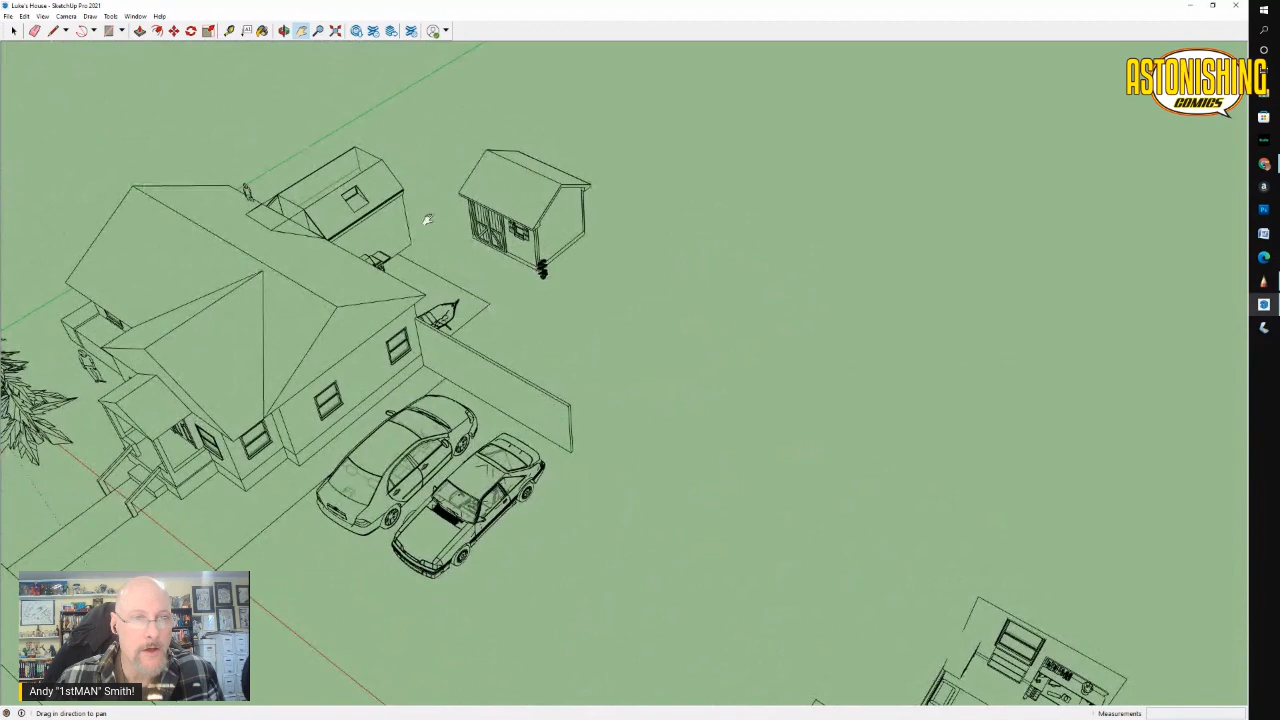 Luke's House - SketchUp Pro 2021
File Edit View Camera Draw Tools Window Help
ASTONISHING
COMICS
Andy "1stMAN" Smith!
Drag in direction to pan
Measurements